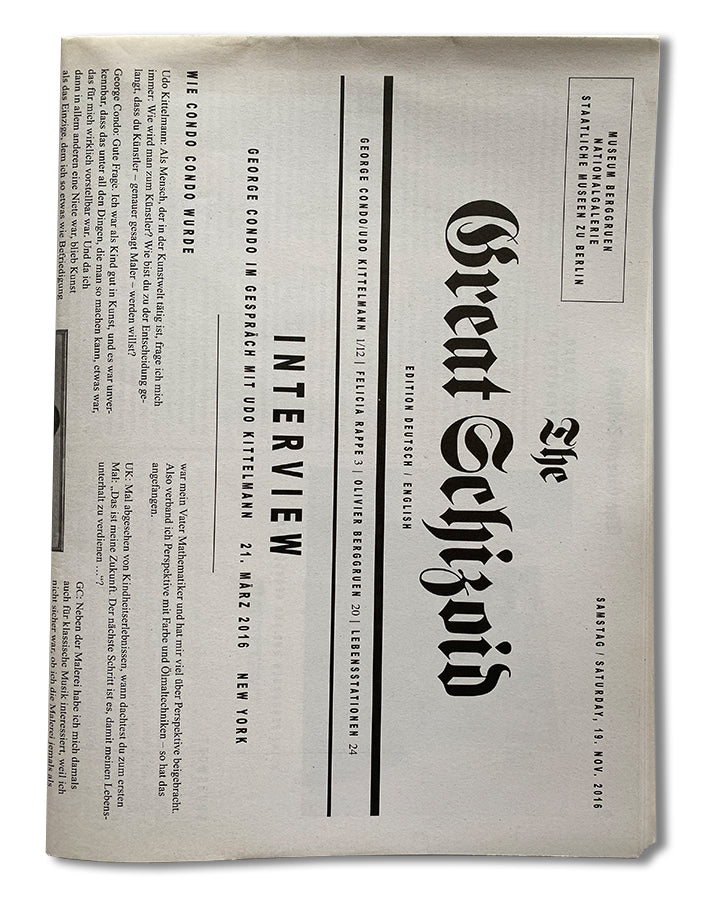 MUSEUM BERGGRUEN
NATIONALGALERIE
STAATLICHE MUSEEN ZU BERLIN
SAMSTAG / SATURDAY, 19. NOV. 2016
The
Great Schizoid
EDITION DEUTSCH / ENGLISH
GEORGE CONDO/UDO KITTELMANN 1/12 | FELICIA RAPPE 3 | OLIVIER BERGGRUEN 20 | LEBENSSTATIONEN 24
INTERVIEW
GEORGE CONDO IM GESPRÄCH MIT UDO KITTELMANN 21. MÄRZ 2016 NEW YORK
WIE CONDO CONDO WURDE
Udo Kittelmann: Als Mensch, der in der Kunstwelt tätig ist, frage ich mich
immer: Wie wird man zum Künstler? Wie bist du zu der Entscheidung ge-
langt, dass du Künstler – genauer gesagt Maler – werden willst?
George Condo: Gute Frage. Ich war als Kind gut in Kunst, und es war unver-
kennbar, dass das unter all den Dingen, die man so machen kann, etwas war,
das für mich wirklich vorstellbar war. Und da ich
dann in allem anderen eine Niete war, blieb Kunst
als das Einzige, dem ich so etwas wie Befriedigung
war mein Vater Mathematiker und hat mir viel über Perspektive beigebracht.
Also verband ich Perspektive mit Farbe und Ölmaltechniken – so hat das
angefangen.
UK: Mal abgesehen von Kindheitserlebnissen, wann dachtest du zum ersten
Mal: „Das ist meine Zukunft. Der nächste Schritt ist es, damit meinen Lebens-
unterhalt zu verdienen …“?
GC: Neben der Malerei habe ich mich damals
auch für klassische Musik interessiert, weil ich
nicht sicher war, ob ich die Malerei jemals als